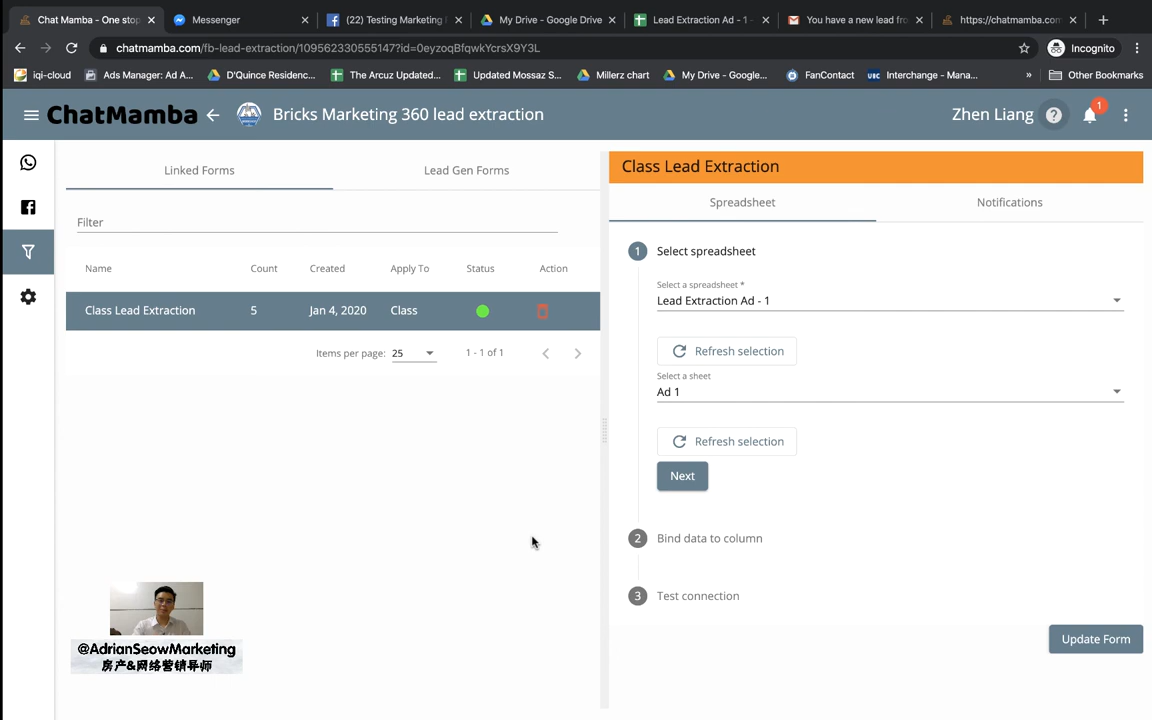 Chat Mamba - One stop
Messenger
(22) Testing Marketing
My Drive - Google Drive
Lead Extraction Ad - 1 -
You have a new lead fro
https://chatmamba.com
chatmamba.com/fb-lead-extraction/109562330555147?id=0eyzoqBfqwkYcrsX9Y3L
Incognito
iqi-cloud
Ads Manager: Ad A...
D'Quince Residenc...
The Arcuz Updated...
Updated Mossaz S...
Millerz chart
My Drive - Google...
FanContact
UBC
Interchange - Mana...
»
Other Bookmarks
ChatMamba
Bricks Marketing 360 lead extraction
Zhen Liang
1
Linked Forms
Lead Gen Forms
Filter
Name Count Created Apply To Status Action
Class Lead Extraction 5 Jan 4, 2020 Class
Items per page: 25 1 - 1 of 1
Class Lead Extraction
Spreadsheet
Notifications
1 Select spreadsheet
Select a spreadsheet *
Lead Extraction Ad - 1
Refresh selection
Select a sheet
Ad 1
Refresh selection
Next
2 Bind data to column
3 Test connection
Update Form
@AdrianSeowMarketing
房产&网络营销导师